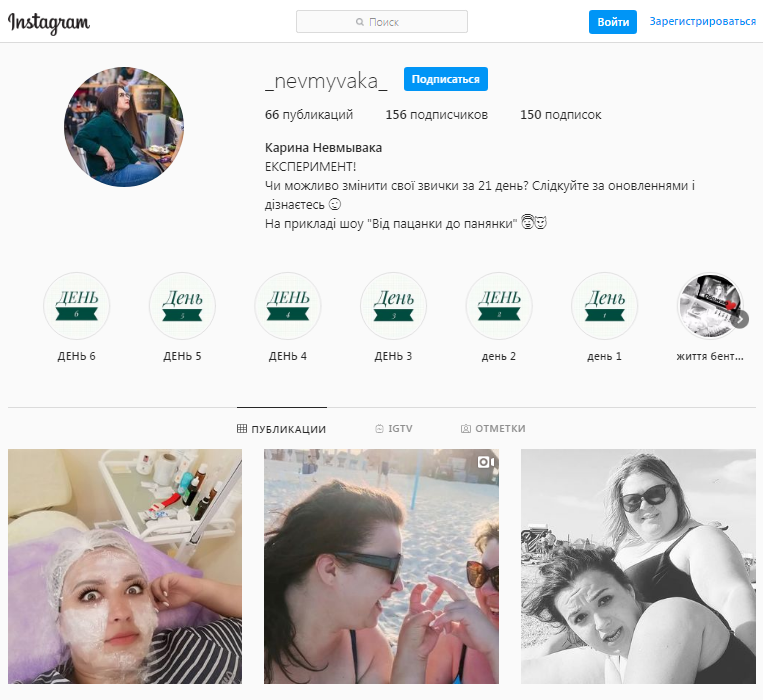 Instagram
Поиск
Войти
Зарегистрироваться
_nevmyvaka_
Подписаться
66 публикаций 156 подписчиков 150 подписок
Карина Невмывака
ЕКСПЕРИМЕНТ!
Чи можливо змінити свої звички за 21 день? Слідкуйте за оновленнями і
дізнаєтесь
На прикладі шоу "Від пацанки до панянки"
ДЕНЬ
6
День
5
ДЕНЬ
4
День
3
ДЕНЬ
2
День
1
ДЕНЬ 6
ДЕНЬ 5
ДЕНЬ 4
ДЕНЬ 3
день 2
день 1
життя бент...
ПУБЛИКАЦИИ
IGTV
ОТМЕТКИ